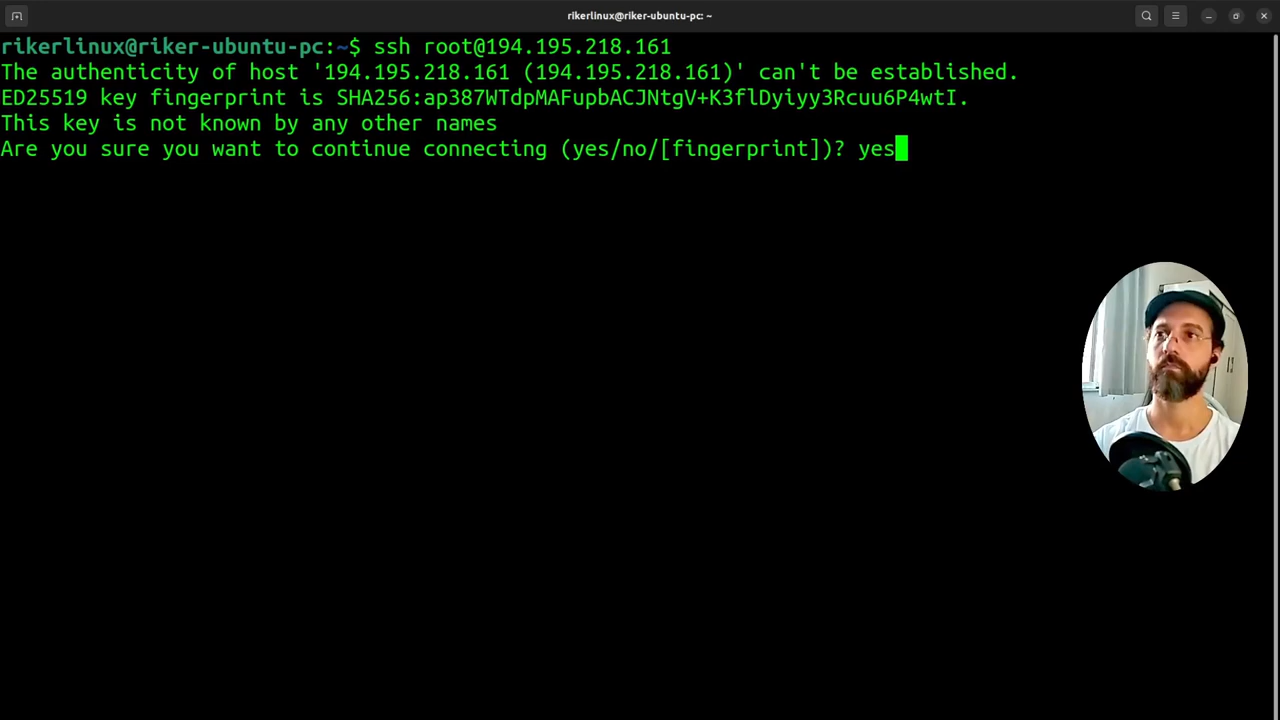 rikerlinux@riker-ubuntu-pc: ~
rikerlinux@riker-ubuntu-pc:~$ ssh root@194.195.218.161
The authenticity of host '194.195.218.161 (194.195.218.161)' can't be established.
ED25519 key fingerprint is SHA256:ap387WTdpMAFupbACJNtgV+K3flDyiyy3Rcuu6P4wtI.
This key is not known by any other names
Are you sure you want to continue connecting (yes/no/[fingerprint])? yes